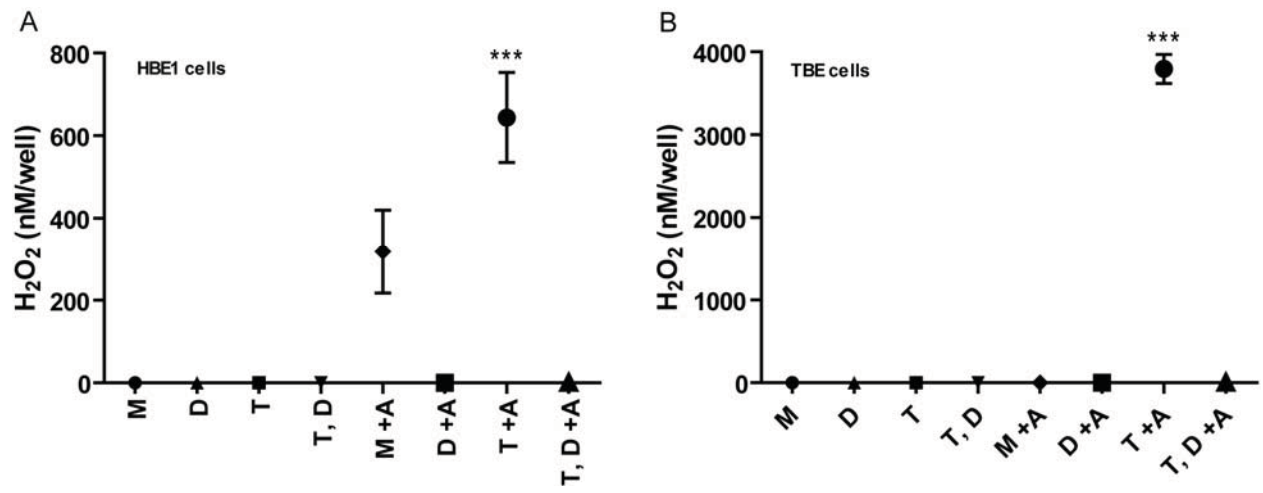 A
HBE1 cells
***
H₂O₂ (nM/well)
800
600
400
200
0
M
D
T
T, D
M +A
D +A
T +A
T, D +A
B
TBE cells
***
H₂O₂ (nM/well)
4000
3000
2000
1000
0
M
D
T
T, D
M +A
D +A
T +A
T, D +A